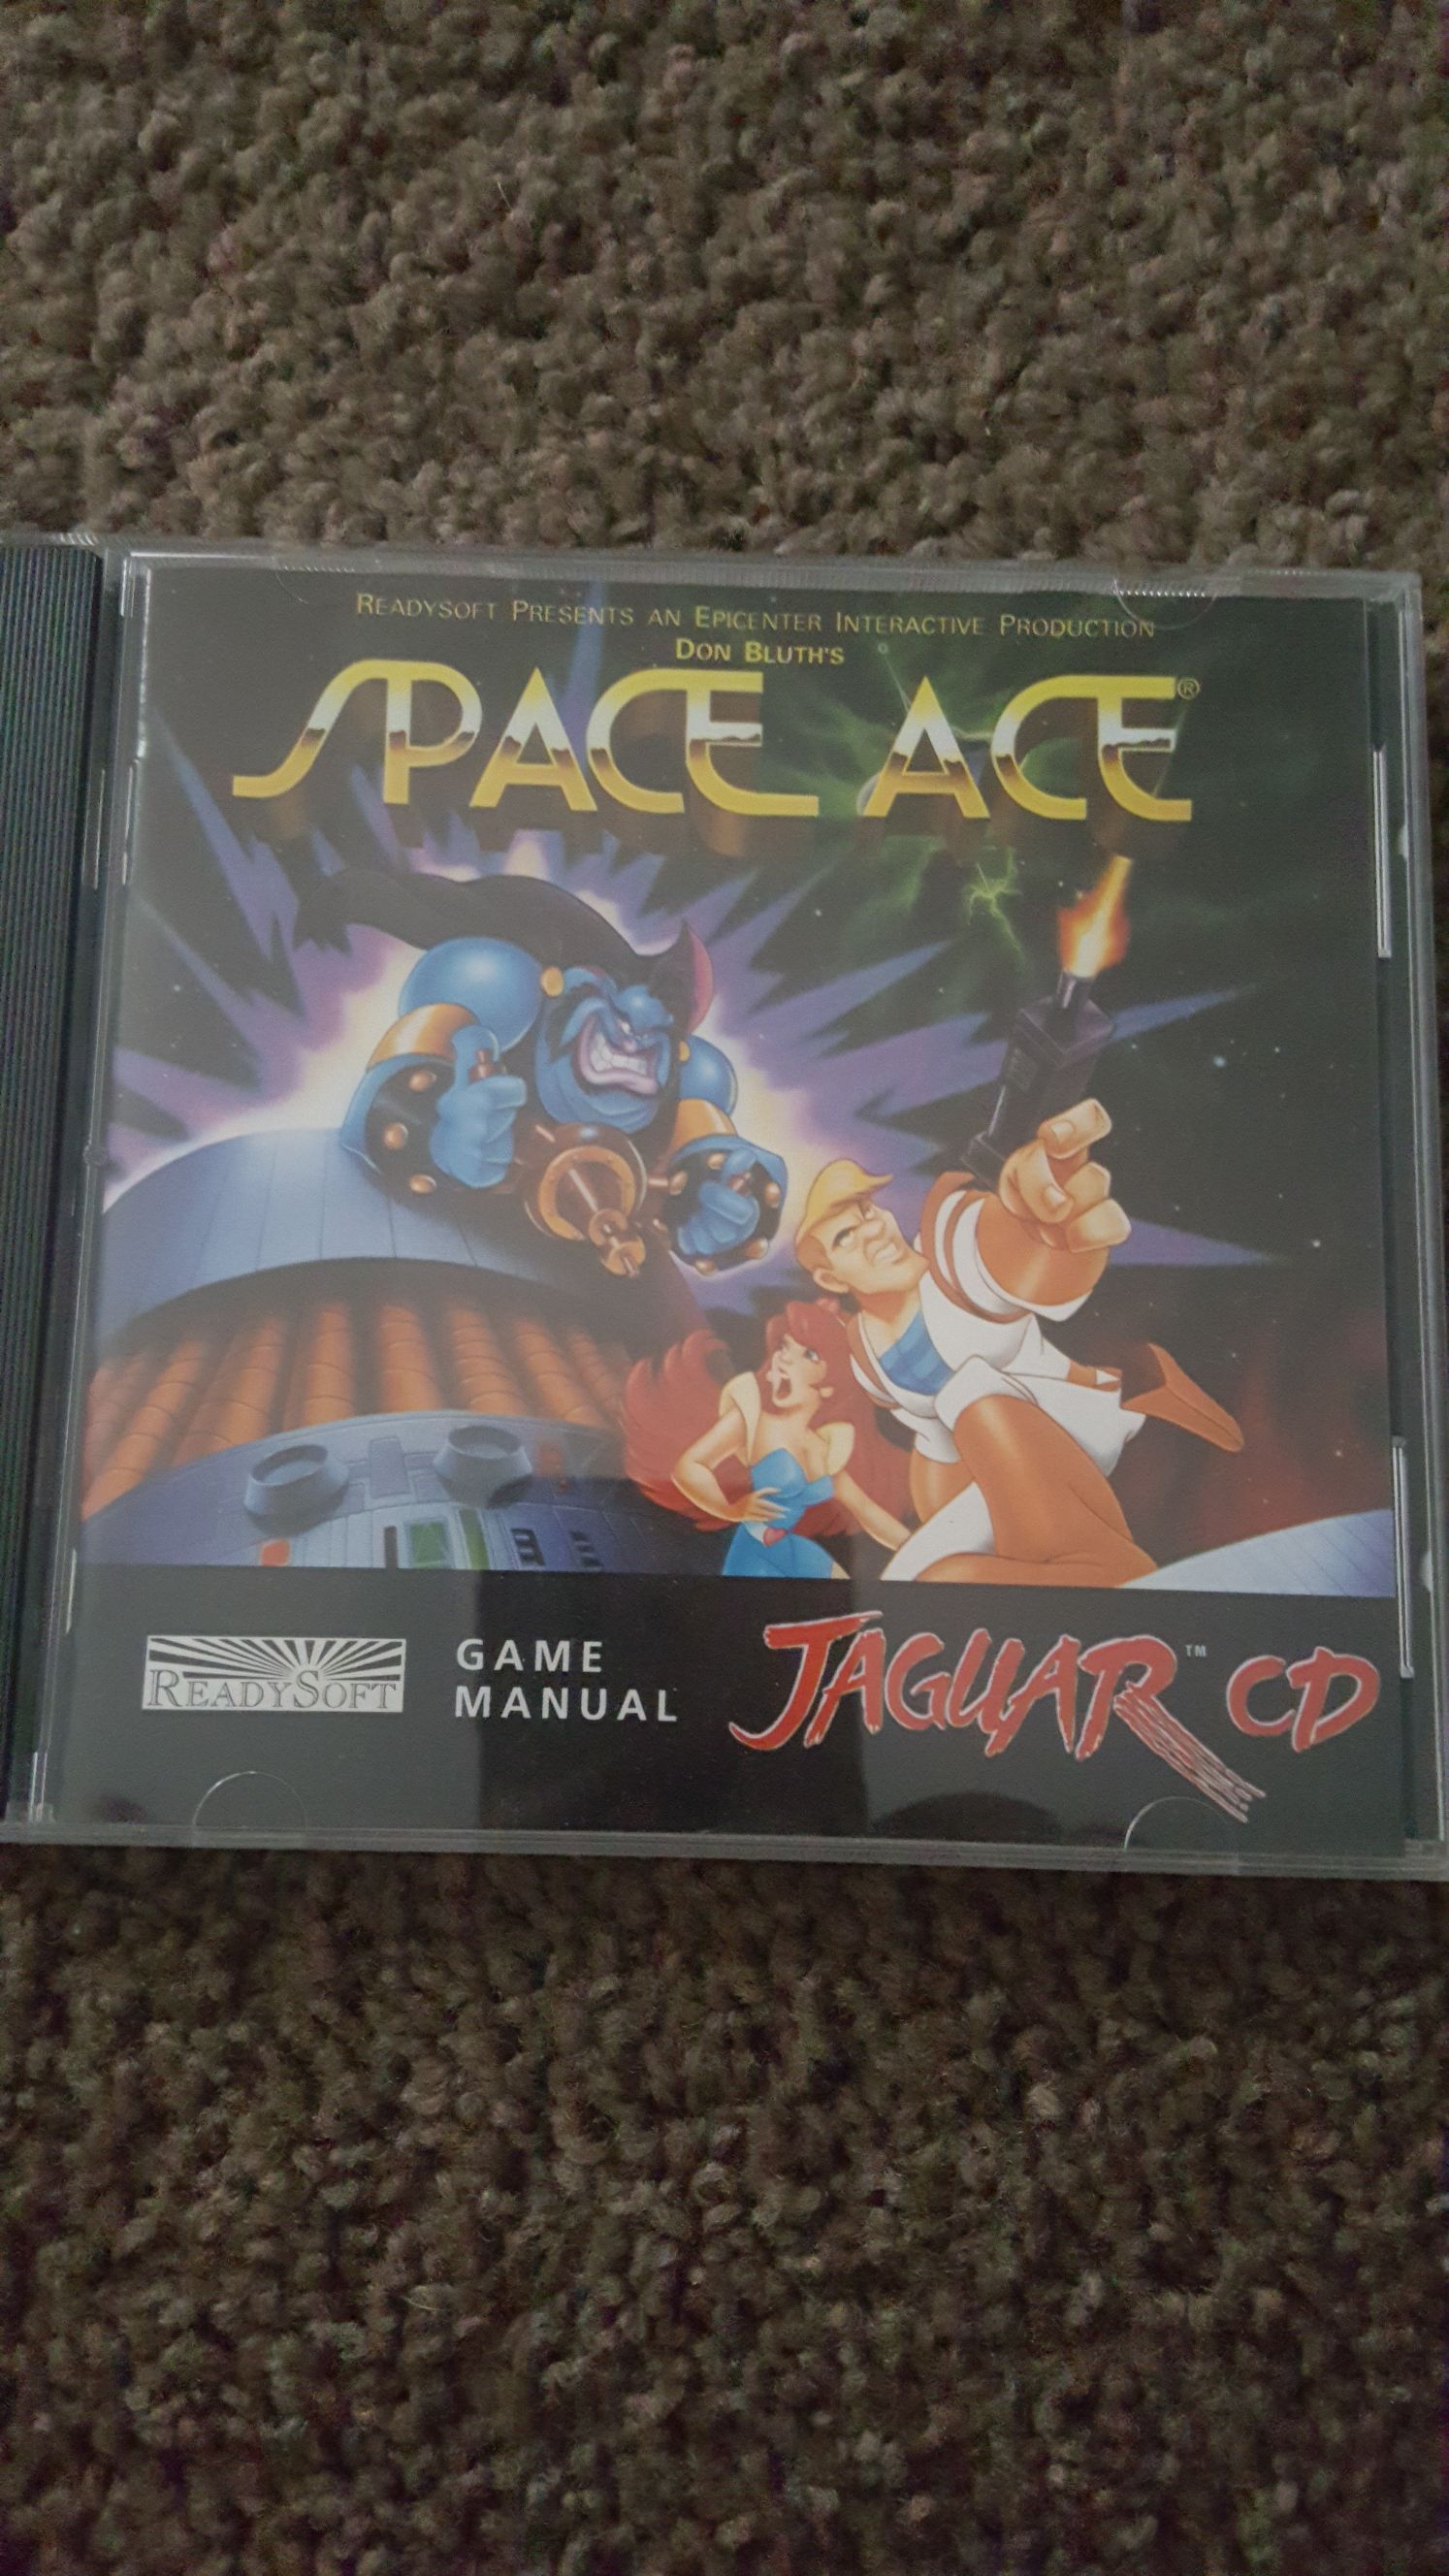 READYSOFT PRESENTS AN EPICENTER INTERACTIVE PRODUCTION
DON BLUTH'S
SPACE ACE®
READYSOFT
GAME
MANUAL
JAGUAR™ CD